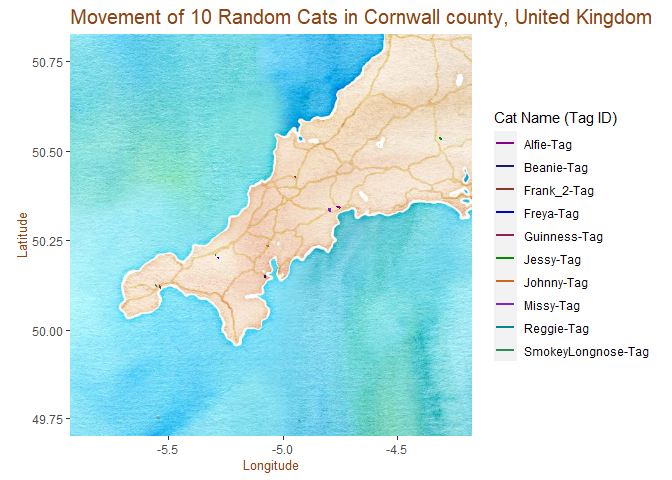 Movement of 10 Random Cats in Cornwall county, United Kingdom
50.75
50.50
50.25
50.00
49.75
Latitude
-5.5
-5.0
-4.5
Longitude
Cat Name (Tag ID)
Alfie-Tag
Beanie-Tag
Frank_2-Tag
Freya-Tag
Guinness-Tag
Jessy-Tag
Johnny-Tag
Missy-Tag
Reggie-Tag
SmokeyLongnose-Tag